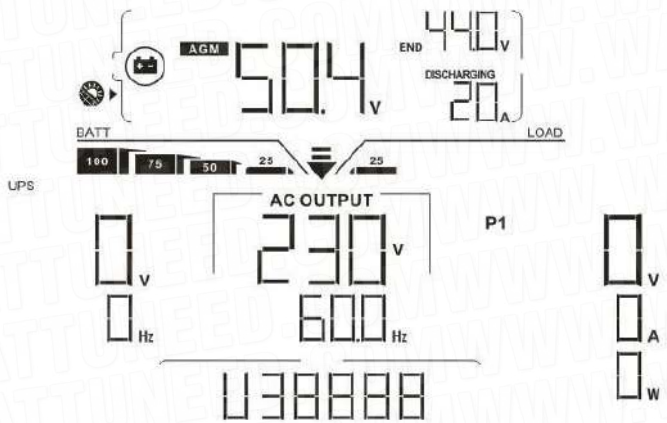 AGM 50.4 V
END 44.0 V
DISCHARGING
20 A
BATT LOAD
100 75 50 25 25
UPS
AC OUTPUT
P1
0 V 230 V 0 V
0 Hz 60.0 Hz 0 A
0 W
U38888